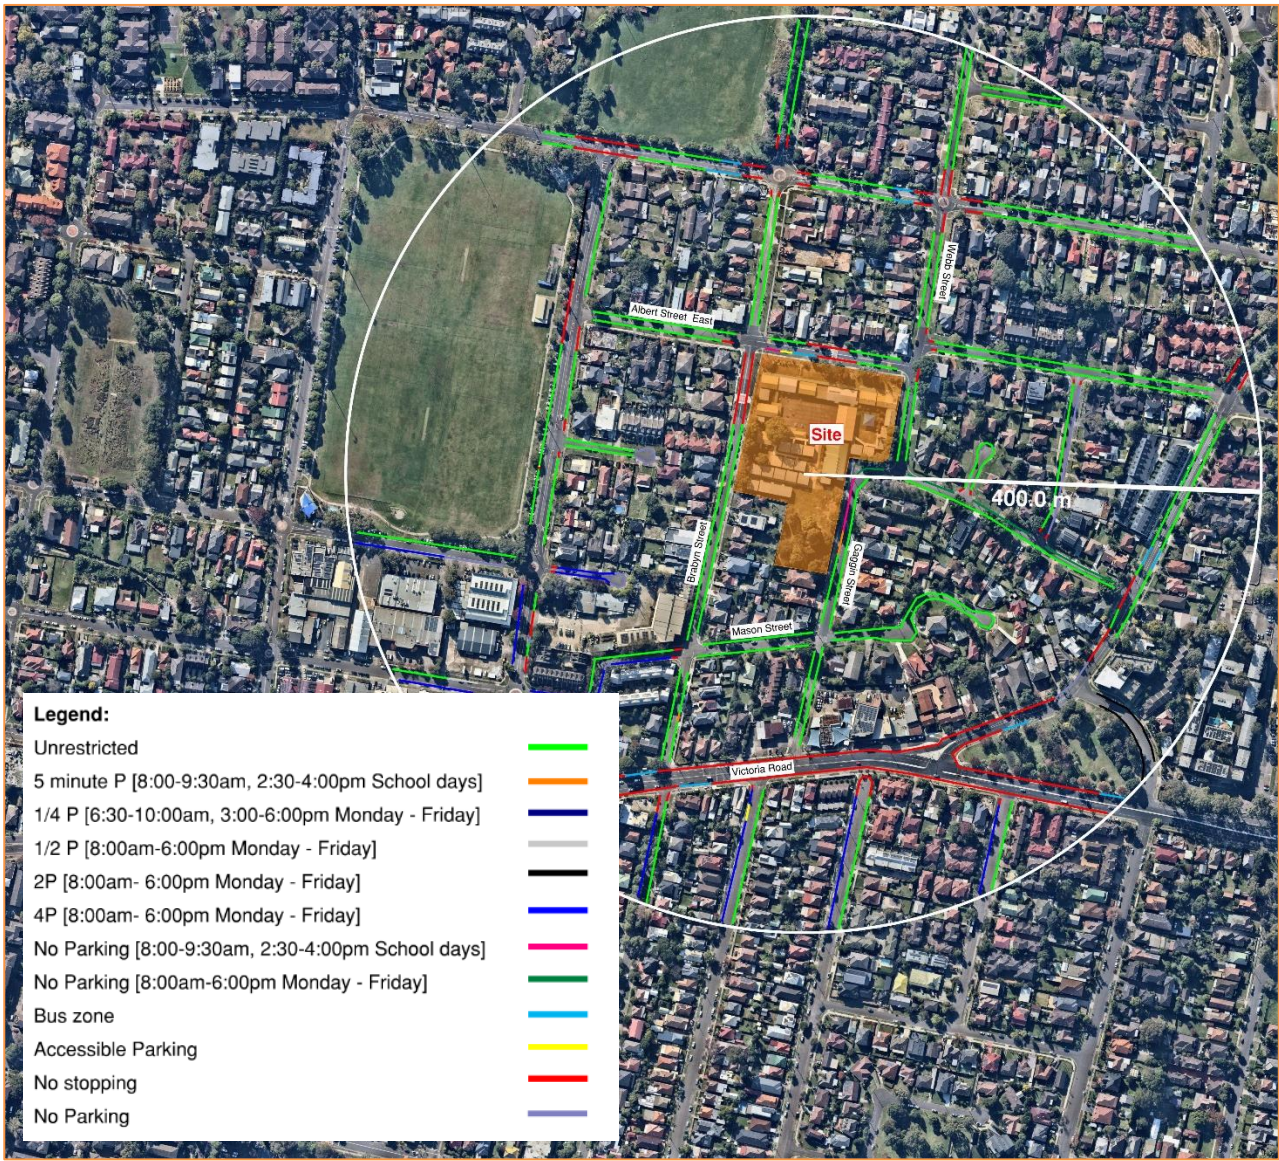 Webb Street
Albert Street East
Site
400.0 m
Brabyn Street
Gaggin Street
Mason Street
Victoria Road
Legend:
Unrestricted
5 minute P [8:00-9:30am, 2:30-4:00pm School days]
1/4 P [6:30-10:00am, 3:00-6:00pm Monday - Friday]
1/2 P [8:00am-6:00pm Monday - Friday]
2P [8:00am- 6:00pm Monday - Friday]
4P [8:00am- 6:00pm Monday - Friday]
No Parking [8:00-9:30am, 2:30-4:00pm School days]
No Parking [8:00am-6:00pm Monday - Friday]
Bus zone
Accessible Parking
No stopping
No Parking